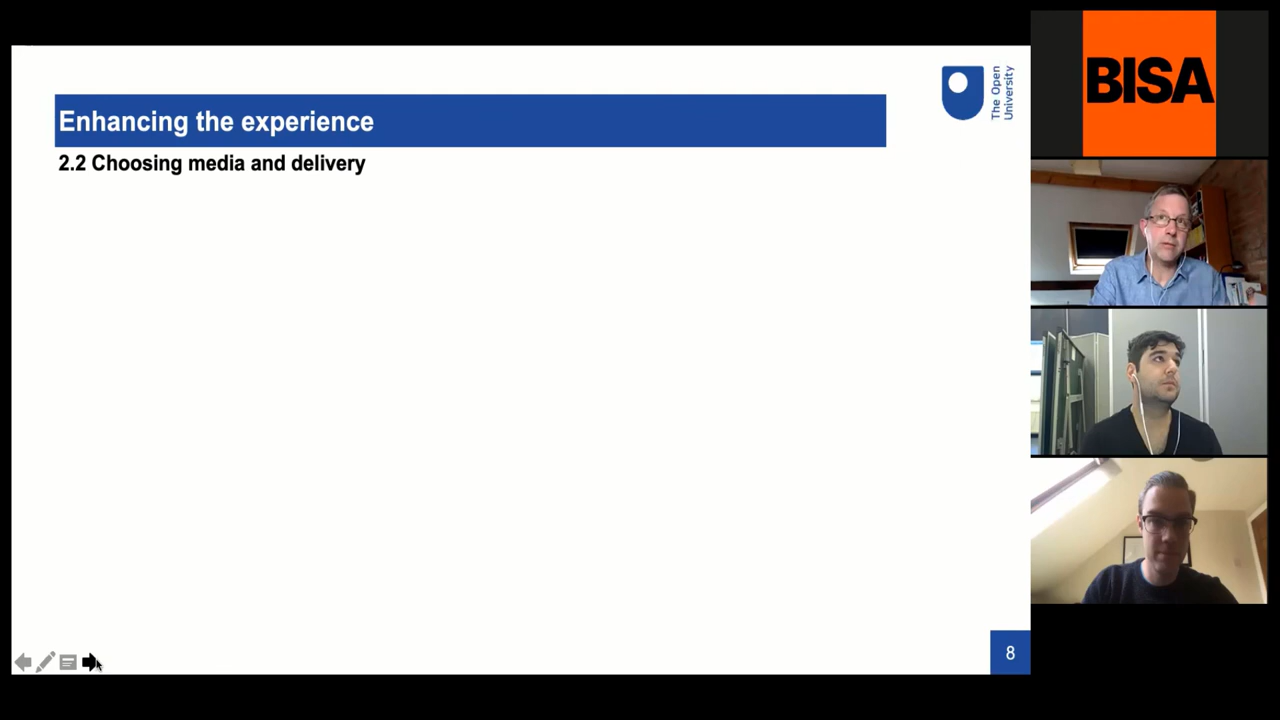 Enhancing the experience
2.2 Choosing media and delivery
The Open
University
BISA
8